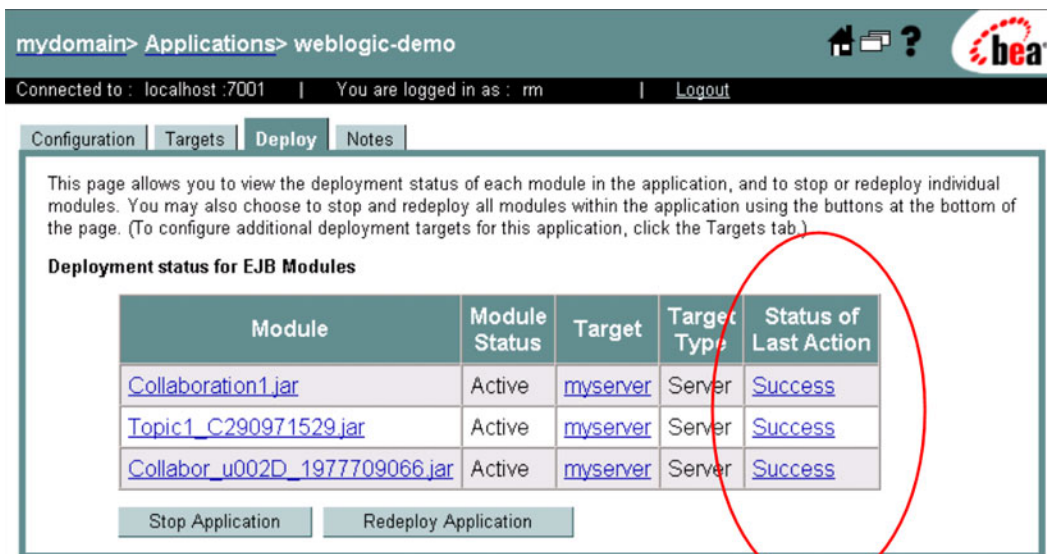 mydomain> Applications> weblogic-demo
?
bea
Connected to : localhost :7001 | You are logged in as : rm | Logout
Configuration Targets Deploy Notes
This page allows you to view the deployment status of each module in the application, and to stop or redeploy individual
modules. You may also choose to stop and redeploy all modules within the application using the buttons at the bottom of
the page. (To configure additional deployment targets for this application, click the Targets tab.)
Deployment status for EJB Modules
Module Module Status Target Target Type Status of Last Action
Collaboration1.jar Active myserver Server Success
Topic1_C290971529.jar Active myserver Server Success
Collabor_u002D_1977709066.jar Active myserver Server Success
Stop Application Redeploy Application